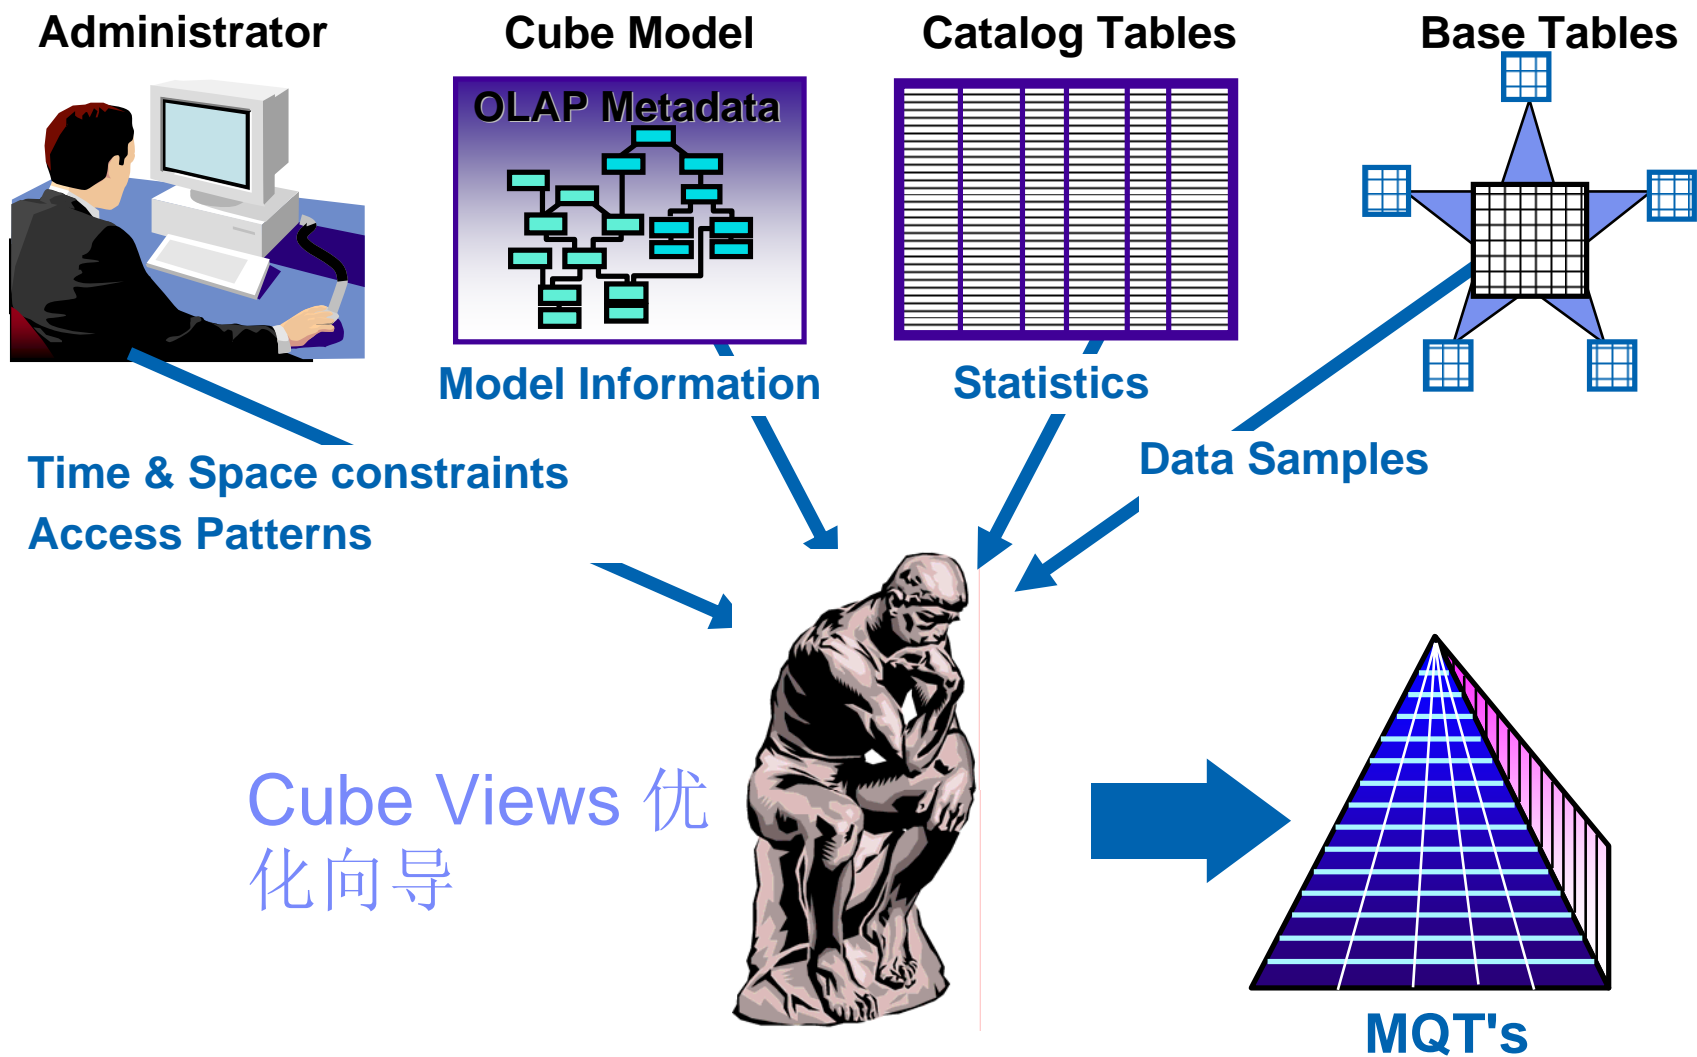 Administrator
Cube Model
Catalog Tables
Base Tables
OLAP Metadata
Model Information
Statistics
Data Samples
Time & Space constraints
Access Patterns
Cube Views 优
化向导
MQT's